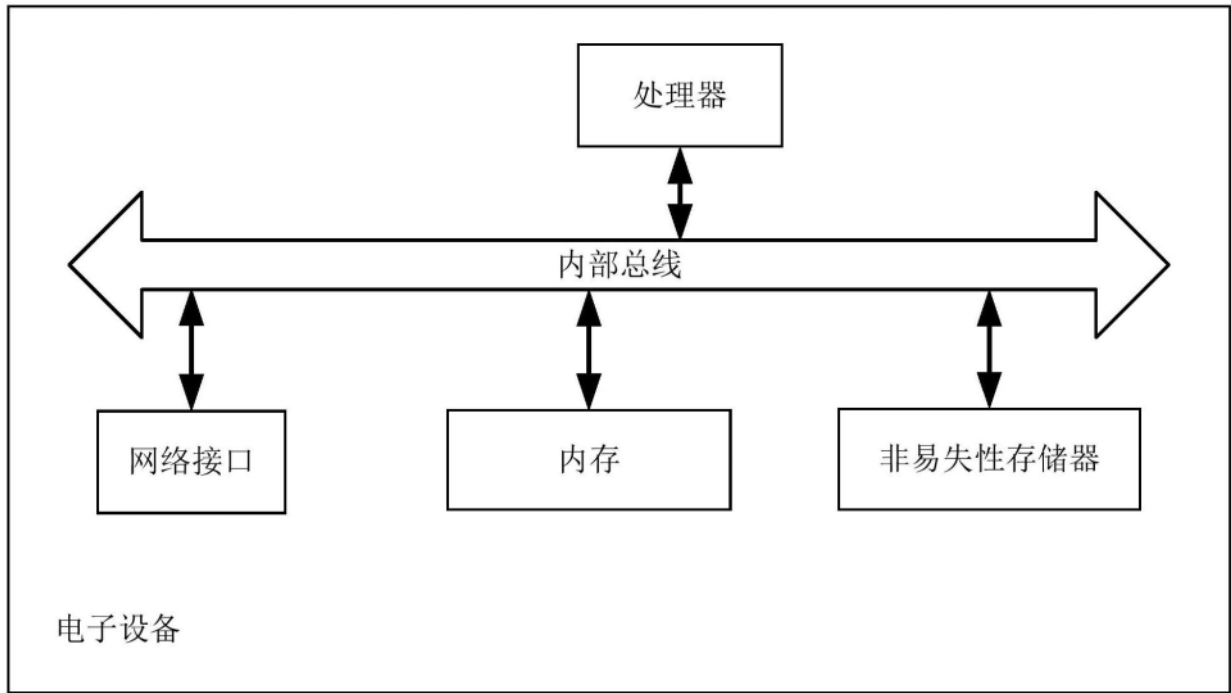 处理器
内部总线
网络接口
内存
非易失性存储器
电子设备